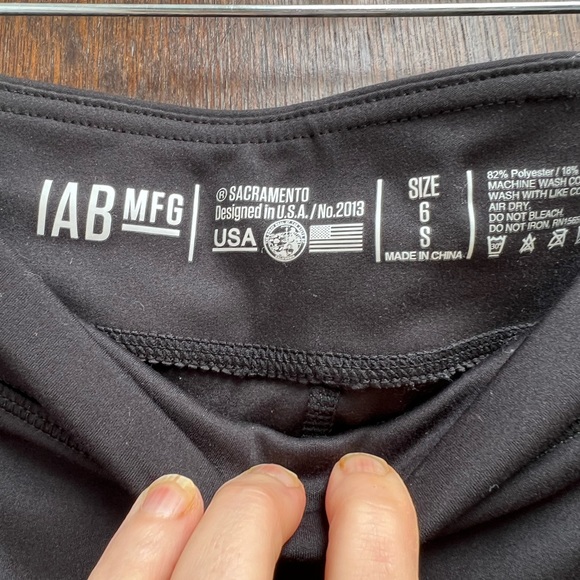 IAB MFG
® SACRAMENTO
Designed in U.S.A. / No.2013
USA
SIZE
6
S
MADE IN CHINA
82% Polyester / 18%
MACHINE WASH CO
WASH WITH LIKE CO
AIR DRY.
DO NOT BLEACH.
DO NOT IRON.
30°